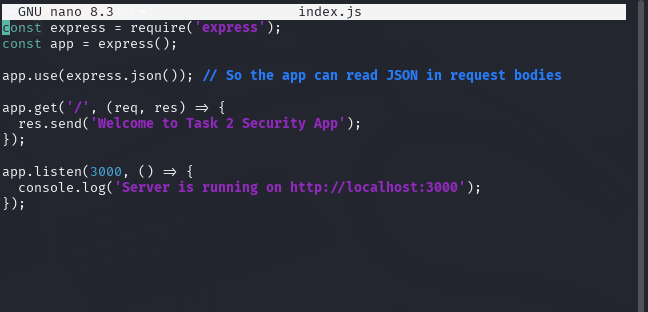 GNU nano 8.3 index.js
const express = require('express');
const app = express();
app.use(express.json()); // So the app can read JSON in request bodies
app.get('/', (req, res) => {
  res.send('Welcome to Task 2 Security App');
});
app.listen(3000, () => {
  console.log('Server is running on http://localhost:3000');
});